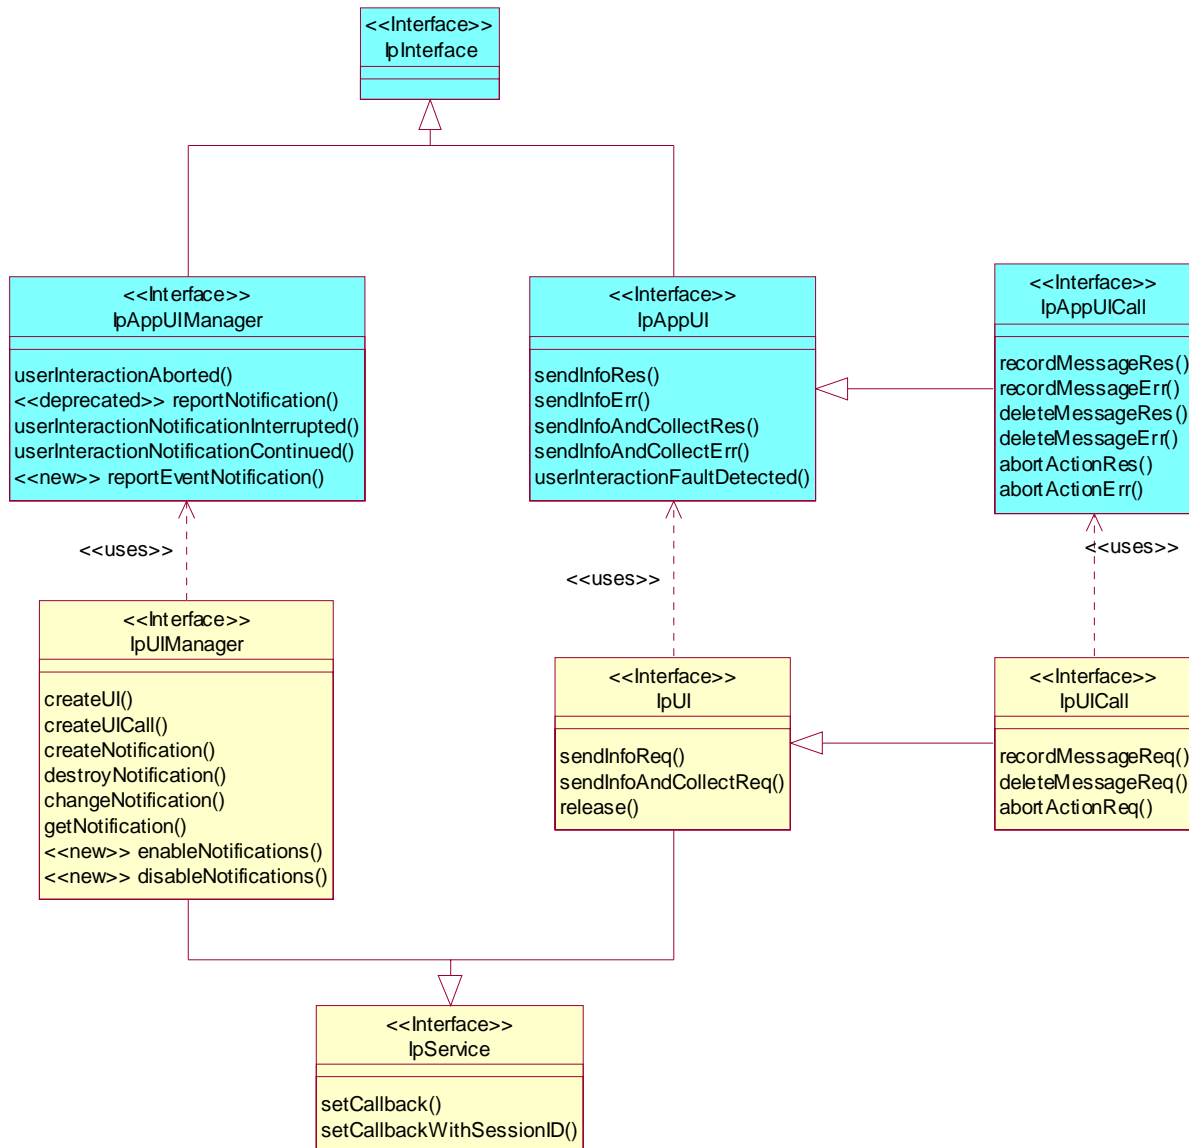 <<Interface>>
IpInterface
<<Interface>>
IpAppUIManager
userInteractionAborted()
<<deprecated>> reportNotification()
userInteractionNotificationInterrupted()
userInteractionNotificationContinued()
<<new>> reportEventNotification()
<<Interface>>
IpAppUI
sendInfoRes()
sendInfoErr()
sendInfoAndCollectRes()
sendInfoAndCollectErr()
userInteractionFaultDetected()
<<Interface>>
IpAppUICall
recordMessageRes()
recordMessageErr()
deleteMessageRes()
deleteMessageErr()
abortActionRes()
abortActionErr()
<<uses>>
<<uses>>
<<uses>>
<<Interface>>
IpUIManager
createUI()
createUICall()
createNotification()
destroyNotification()
changeNotification()
getNotification()
<<new>> enableNotifications()
<<new>> disableNotifications()
<<Interface>>
IpUI
sendInfoReq()
sendInfoAndCollectReq()
release()
<<Interface>>
IpUICall
recordMessageReq()
deleteMessageReq()
abortActionReq()
<<Interface>>
IpService
setCallback()
setCallbackWithSessionID()